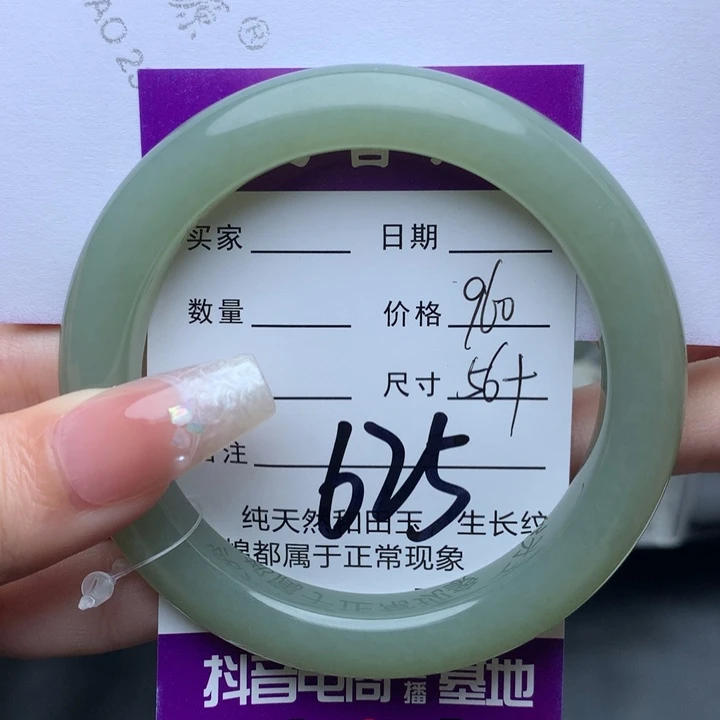 ®
买家 日期
数量 价格 960
尺寸 56+
注
625
纯天然和田玉 生长纹
棉都属于正常现象
抖音电商 播 基地